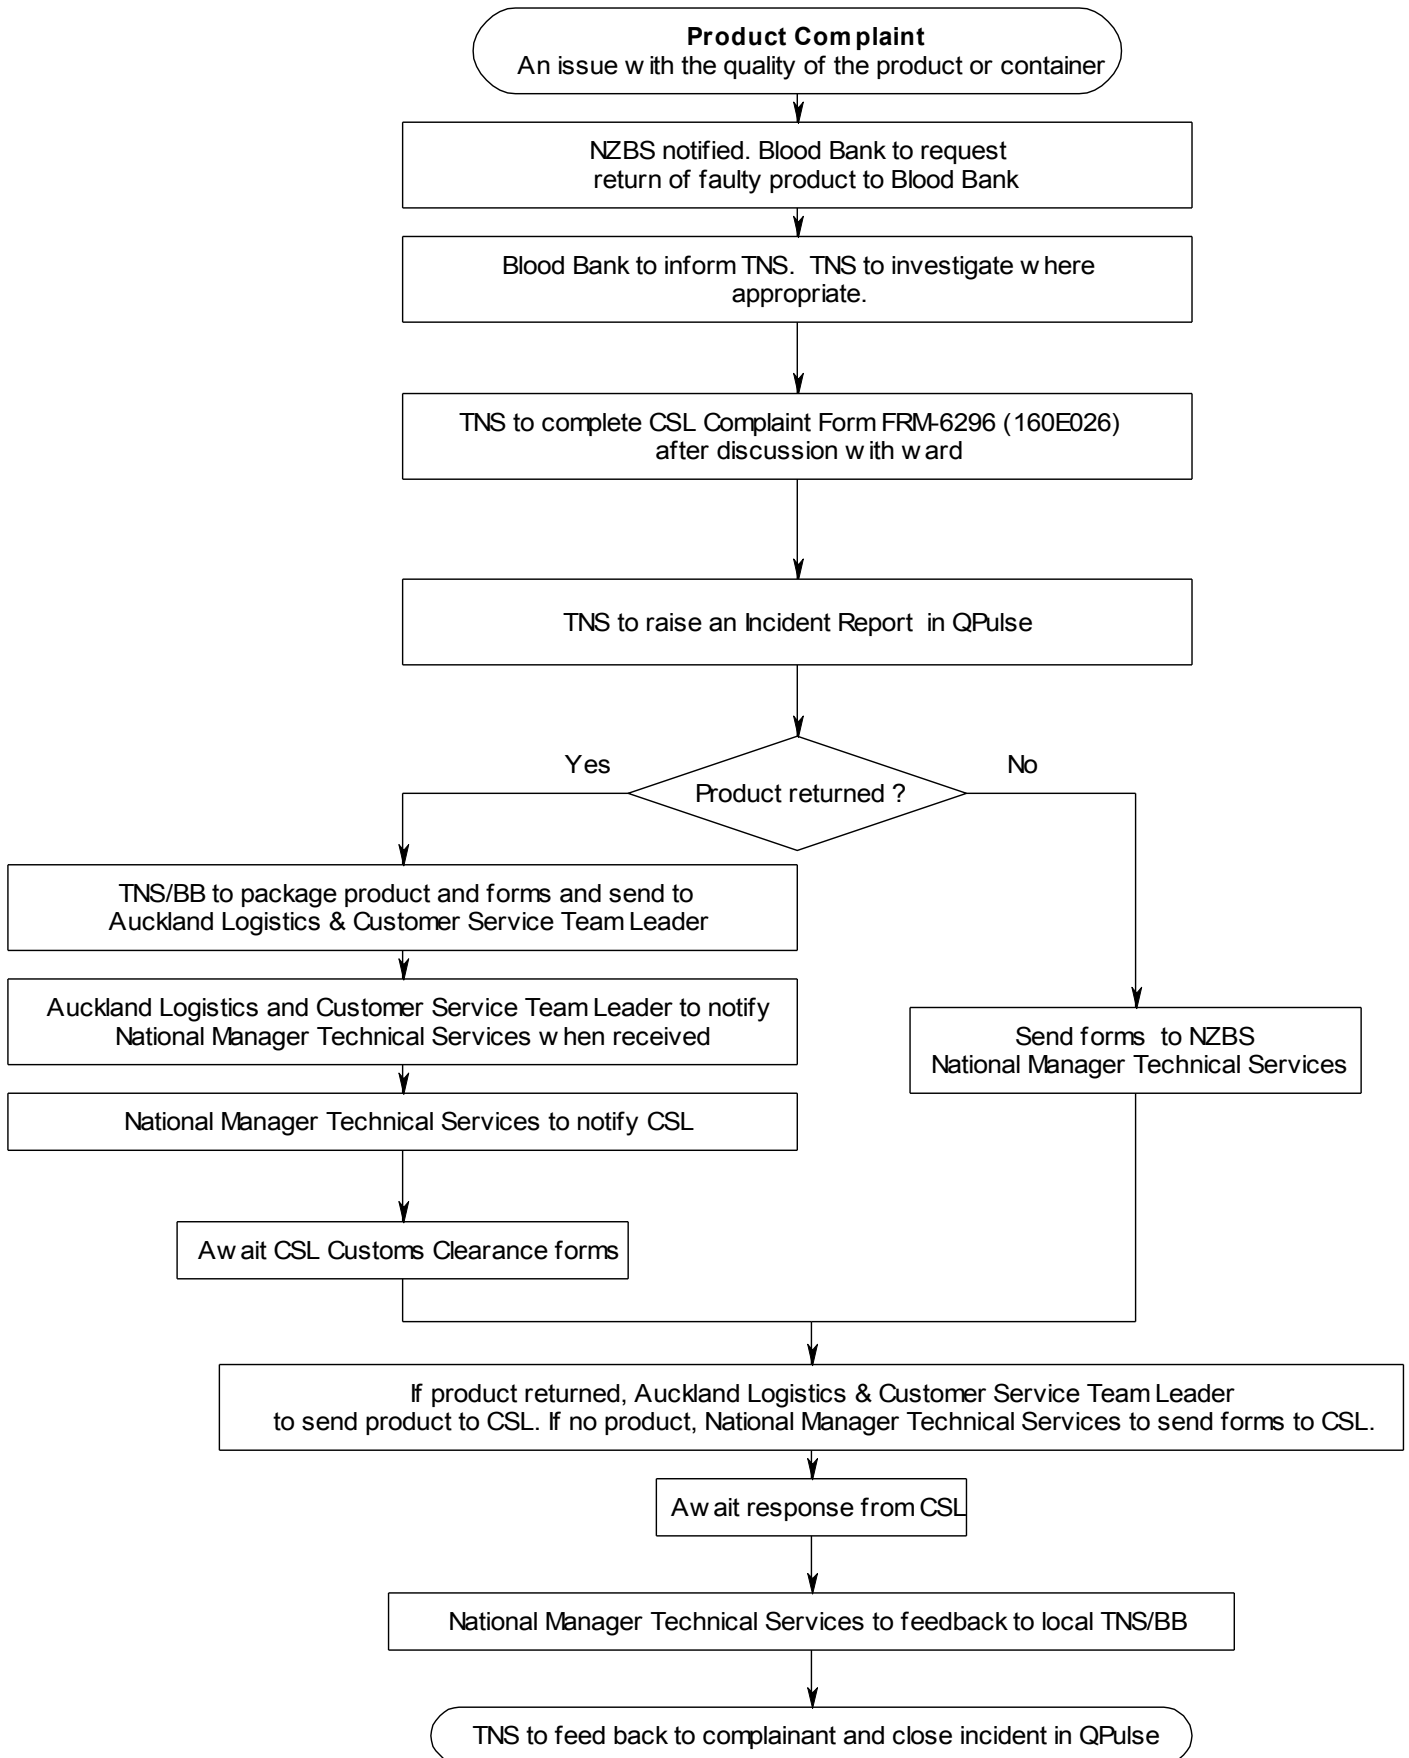 Product Complaint
An issue with the quality of the product or container
NZBS notified. Blood Bank to request
return of faulty product to Blood Bank
Blood Bank to inform TNS. TNS to investigate where
appropriate.
TNS to complete CSL Complaint Form FRM-6296 (160E026)
after discussion with ward
TNS to raise an Incident Report in QPulse
Yes
No
Product returned ?
TNS/BB to package product and forms and send to
Auckland Logistics & Customer Service Team Leader
Auckland Logistics and Customer Service Team Leader to notify
National Manager Technical Services when received
Send forms to NZBS
National Manager Technical Services
National Manager Technical Services to notify CSL
Await CSL Customs Clearance forms
If product returned, Auckland Logistics & Customer Service Team Leader
to send product to CSL. If no product, National Manager Technical Services to send forms to CSL.
Await response from CSL
National Manager Technical Services to feedback to local TNS/BB
TNS to feed back to complainant and close incident in QPulse